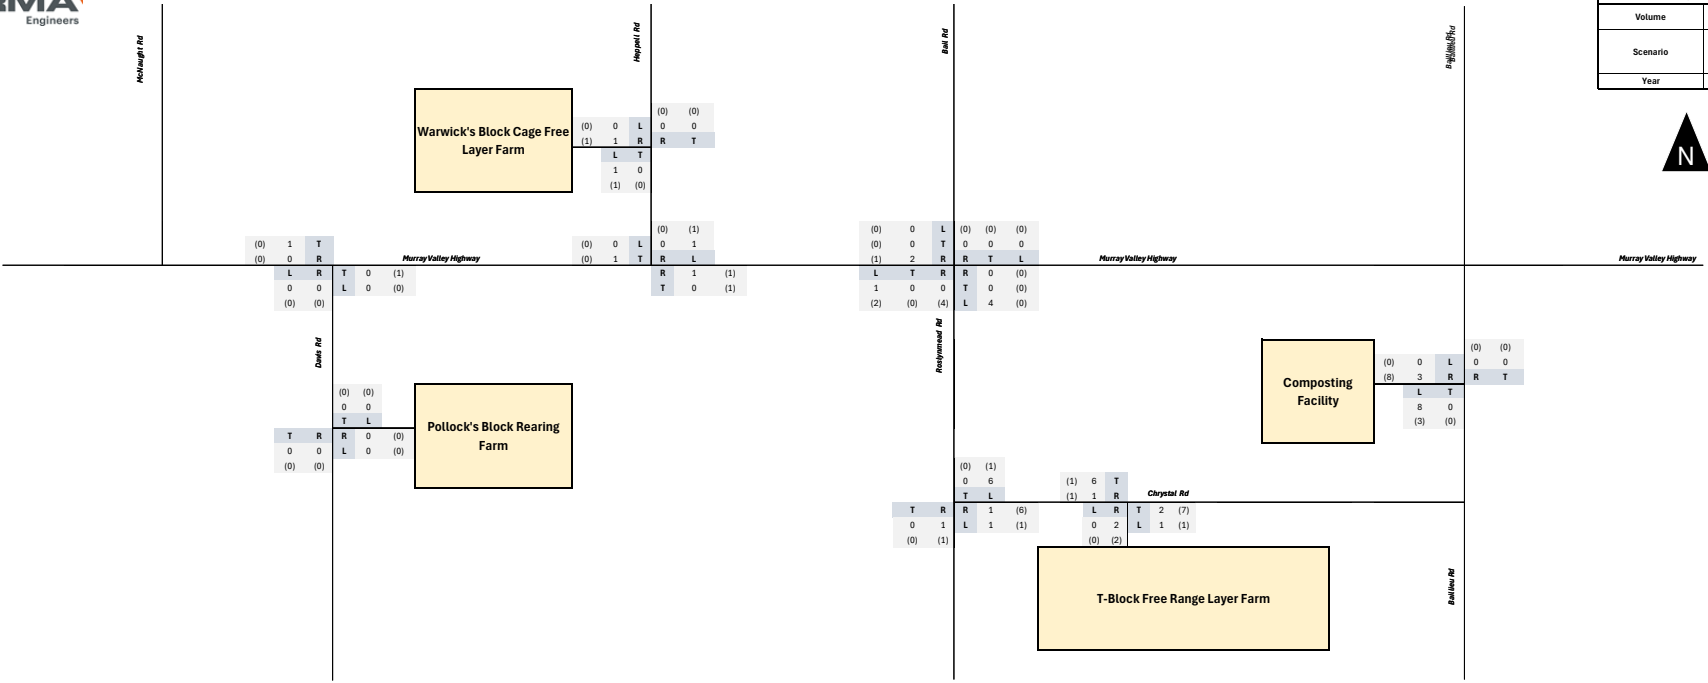 Engineers
Volume
Scenario
Year
McNaught Rd
Heppell Rd
Ball Rd
Baillieu Rd
Baillieu Rd
N
Warwick's Block Cage Free
Layer Farm
(0) (0)
(0) 0 L 0 0
(1) 1 R R T
L T
1 0
(1) (0)
(0) 1 T
(0) 0 R
L R T 0 (1)
0 0 L 0 (0)
(0) (0)
Murray Valley Highway
(0) (1)
(0) 0 L 0 1
(0) 1 T R L
R 1 (1)
T 0 (1)
(0) 0 L (0) (0) (0)
(0) 0 T 0 0 0
(1) 2 R R T L
L T R R 0 (0)
1 0 0 T 0 (0)
(2) (0) (4) L 4 (0)
Murray Valley Highway
Murray Valley Highway
Davis Rd
Roslynmead Rd
(0) (0)
0 0
T L
T R R 0 (0)
0 0 L 0 (0)
(0) (0)
Pollock's Block Rearing
Farm
Composting
Facility
(0) (0)
(0) 0 L 0 0
(8) 3 R R T
L T
8 0
(3) (0)
(0) (1)
0 6
T L
T R R 1 (6)
0 1 L 1 (1)
(0) (1)
(1) 6 T
(1) 1 R
Chrystal Rd
L R T 2 (7)
0 2 L 1 (1)
(0) (2)
T-Block Free Range Layer Farm
Baillieu Rd